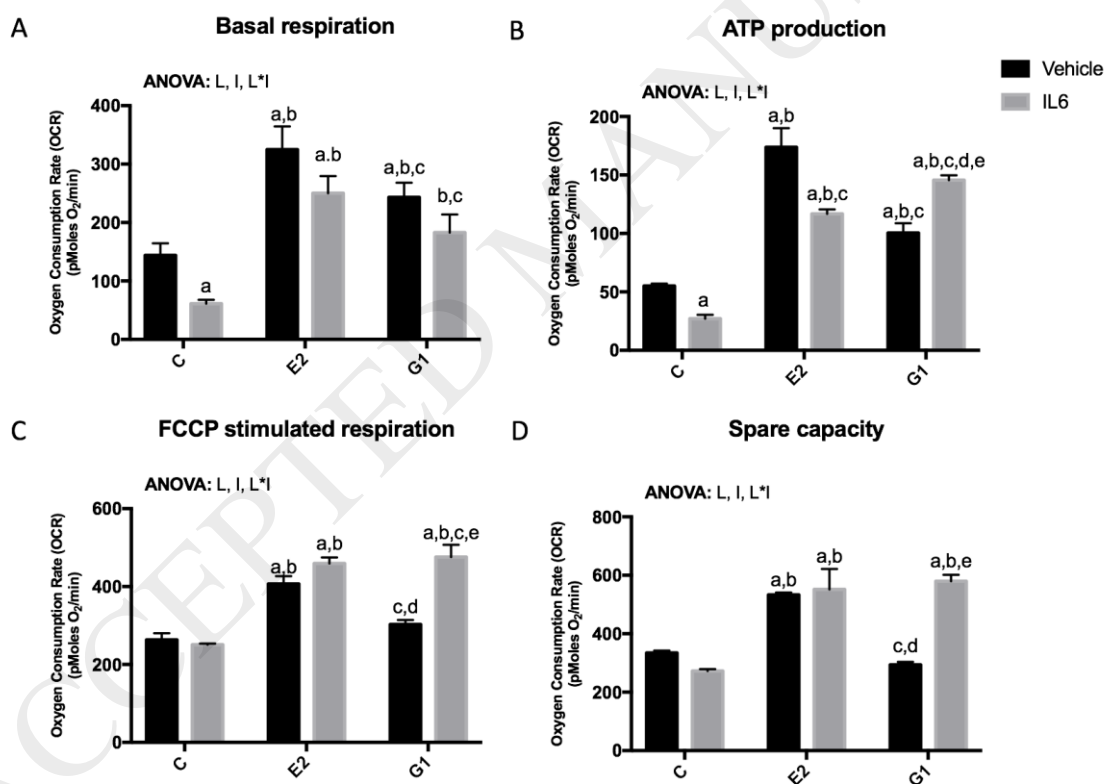 A
Basal respiration
ANOVA: L, I, L*I
Oxygen Consumption Rate (OCR)
(pMoles O₂/min)
400
300
200
100
0
a
a,b
a.b
a,b,c
b,c
C
E2
G1
B
ATP production
ANOVA: L, I, L*I
Oxygen Consumption Rate (OCR)
(pMoles O₂/min)
200
150
100
50
0
a
a,b
a,b,c
a,b,c
a,b,c,d,e
C
E2
G1
Vehicle
IL6
C
FCCP stimulated respiration
ANOVA: L, I, L*I
Oxygen Consumption Rate (OCR)
(pMoles O₂/min)
600
400
200
0
a,b
a,b
c,d
a,b,c,e
C
E2
G1
D
Spare capacity
ANOVA: L, I, L*I
Oxygen Consumption Rate (OCR)
(pMoles O₂/min)
800
600
400
200
0
a,b
a,b
c,d
a,b,e
C
E2
G1
CCEPTED MANU